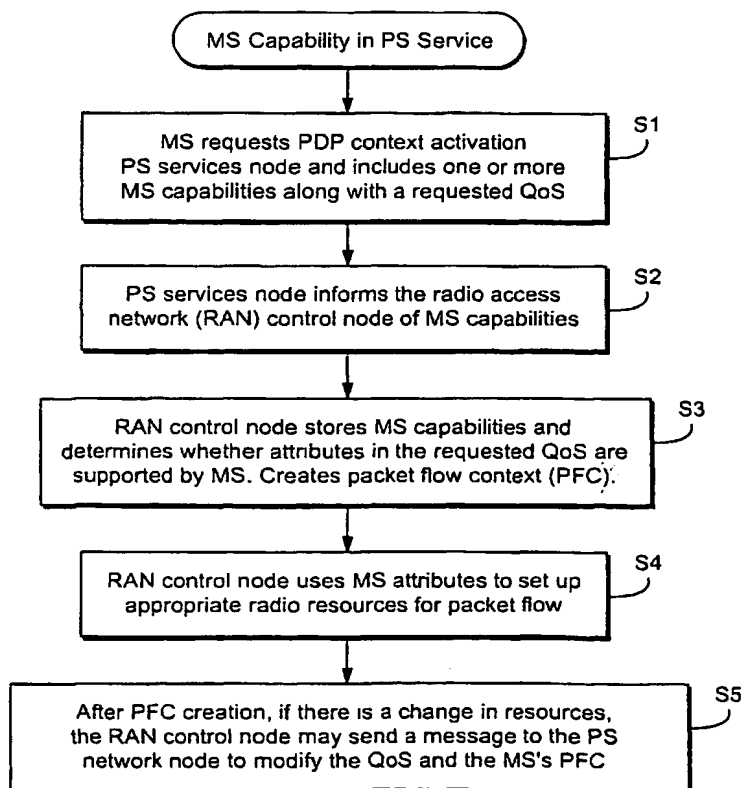 MS Capability in PS Service
S1
MS requests PDP context activation
PS services node and includes one or more
MS capabilities along with a requested QoS
S2
PS services node informs the radio access
network (RAN) control node of MS capabilities
S3
RAN control node stores MS capabilities and
determines whether attributes in the requested QoS are
supported by MS. Creates packet flow context (PFC).
S4
RAN control node uses MS attributes to set up
appropriate radio resources for packet flow
S5
After PFC creation, if there is a change in resources,
the RAN control node may send a message to the PS
network node to modify the QoS and the MS's PFC